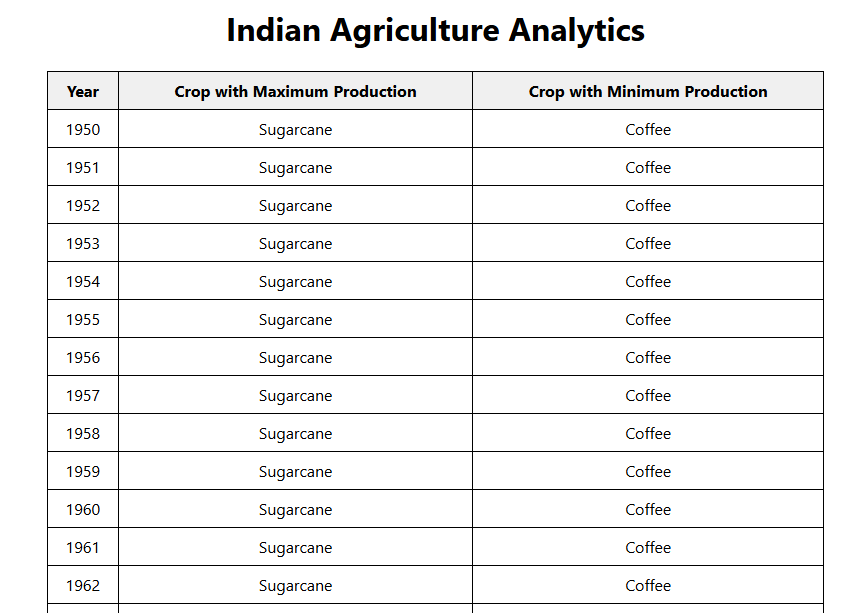 Indian Agriculture Analytics
Year Crop with Maximum Production Crop with Minimum Production
1950 Sugarcane Coffee
1951 Sugarcane Coffee
1952 Sugarcane Coffee
1953 Sugarcane Coffee
1954 Sugarcane Coffee
1955 Sugarcane Coffee
1956 Sugarcane Coffee
1957 Sugarcane Coffee
1958 Sugarcane Coffee
1959 Sugarcane Coffee
1960 Sugarcane Coffee
1961 Sugarcane Coffee
1962 Sugarcane Coffee